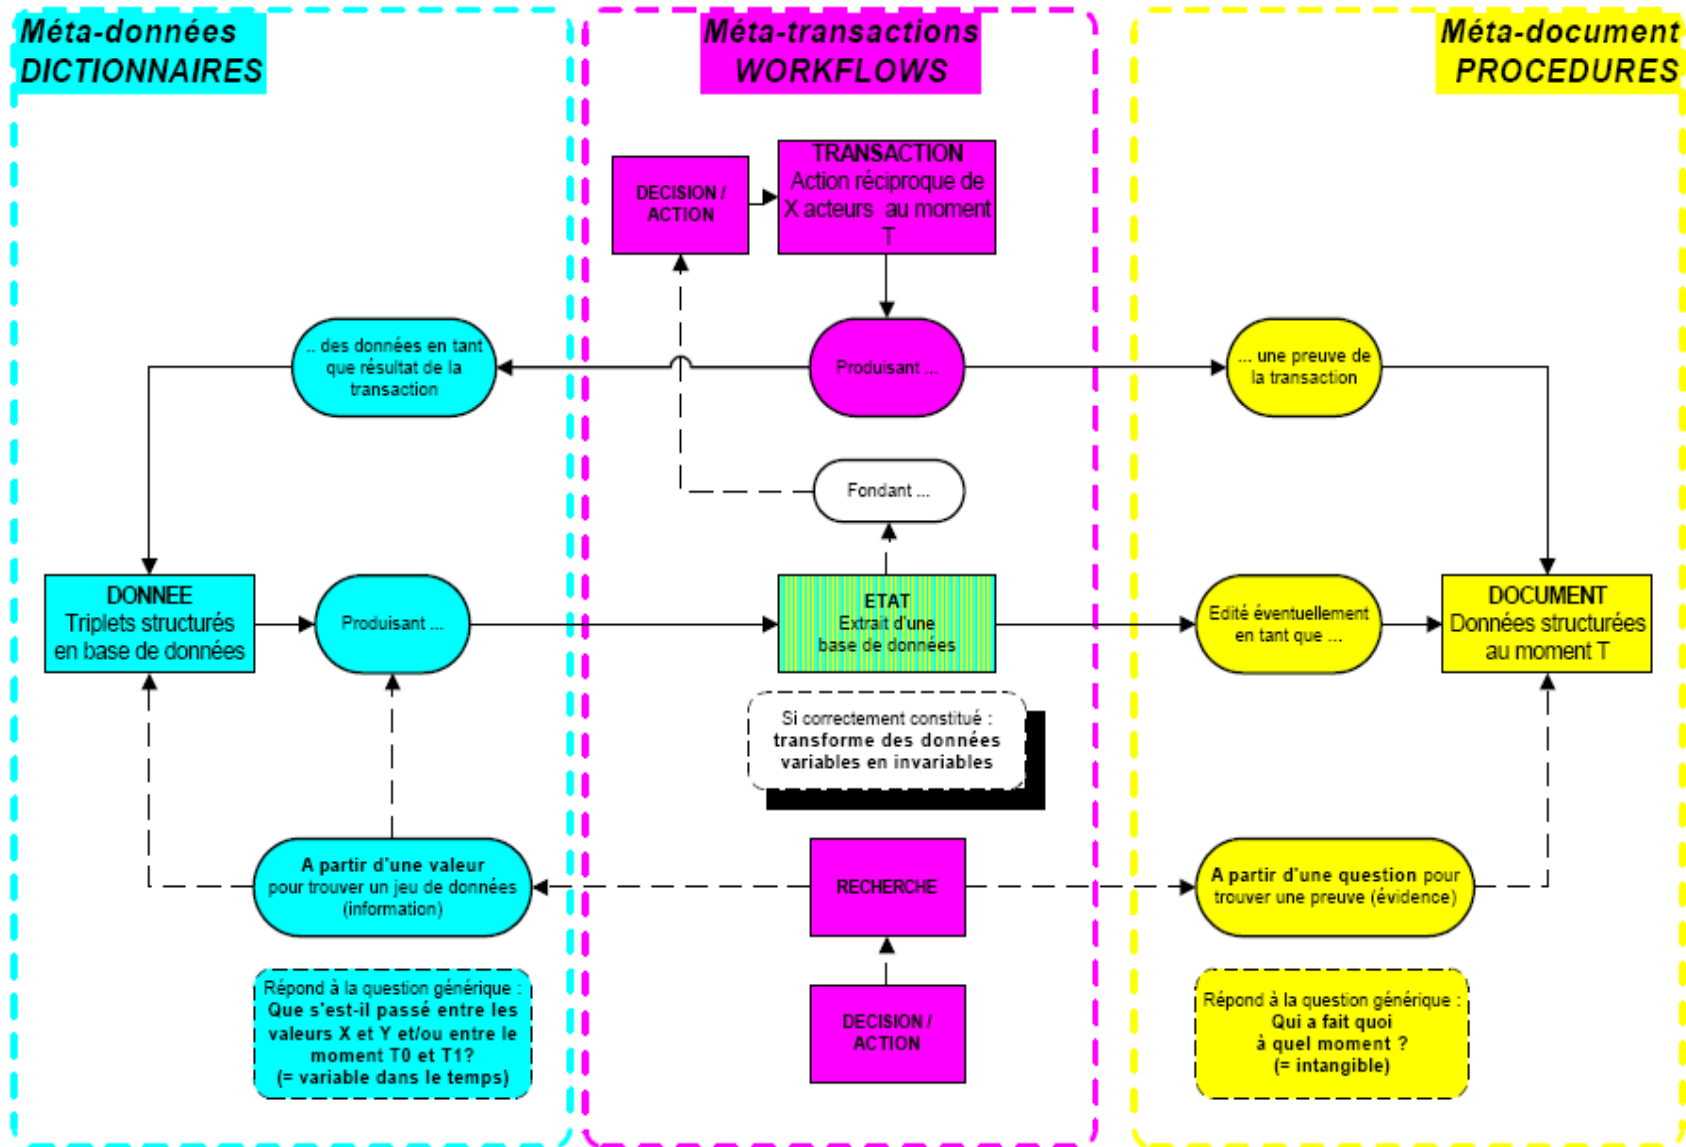 Méta-données
DICTIONNAIRES
Méta-transactions
WORKFLOWS
Méta-document
PROCEDURES
DECISION /
ACTION
TRANSACTION
Action réciproque de
X acteurs au moment
T
.. des données en tant
que résultat de la
transaction
Produisant ...
... une preuve de
la transaction
Fondant ...
DONNEE
Triplets structurés
en base de données
Produisant ...
ETAT
Extrait d'une
base de données
Edité éventuellement
en tant que ...
DOCUMENT
Données structurées
au moment T
Si correctement constitué :
transforme des données
variables en invariables
A partir d'une valeur
pour trouver un jeu de données
(information)
RECHERCHE
A partir d'une question pour
trouver une preuve (évidence)
Répond à la question générique :
Que s'est-il passé entre les
valeurs X et Y et/ou entre le
moment T0 et T1?
(= variable dans le temps)
DECISION /
ACTION
Répond à la question générique :
Qui a fait quoi
à quel moment ?
(= intangible)